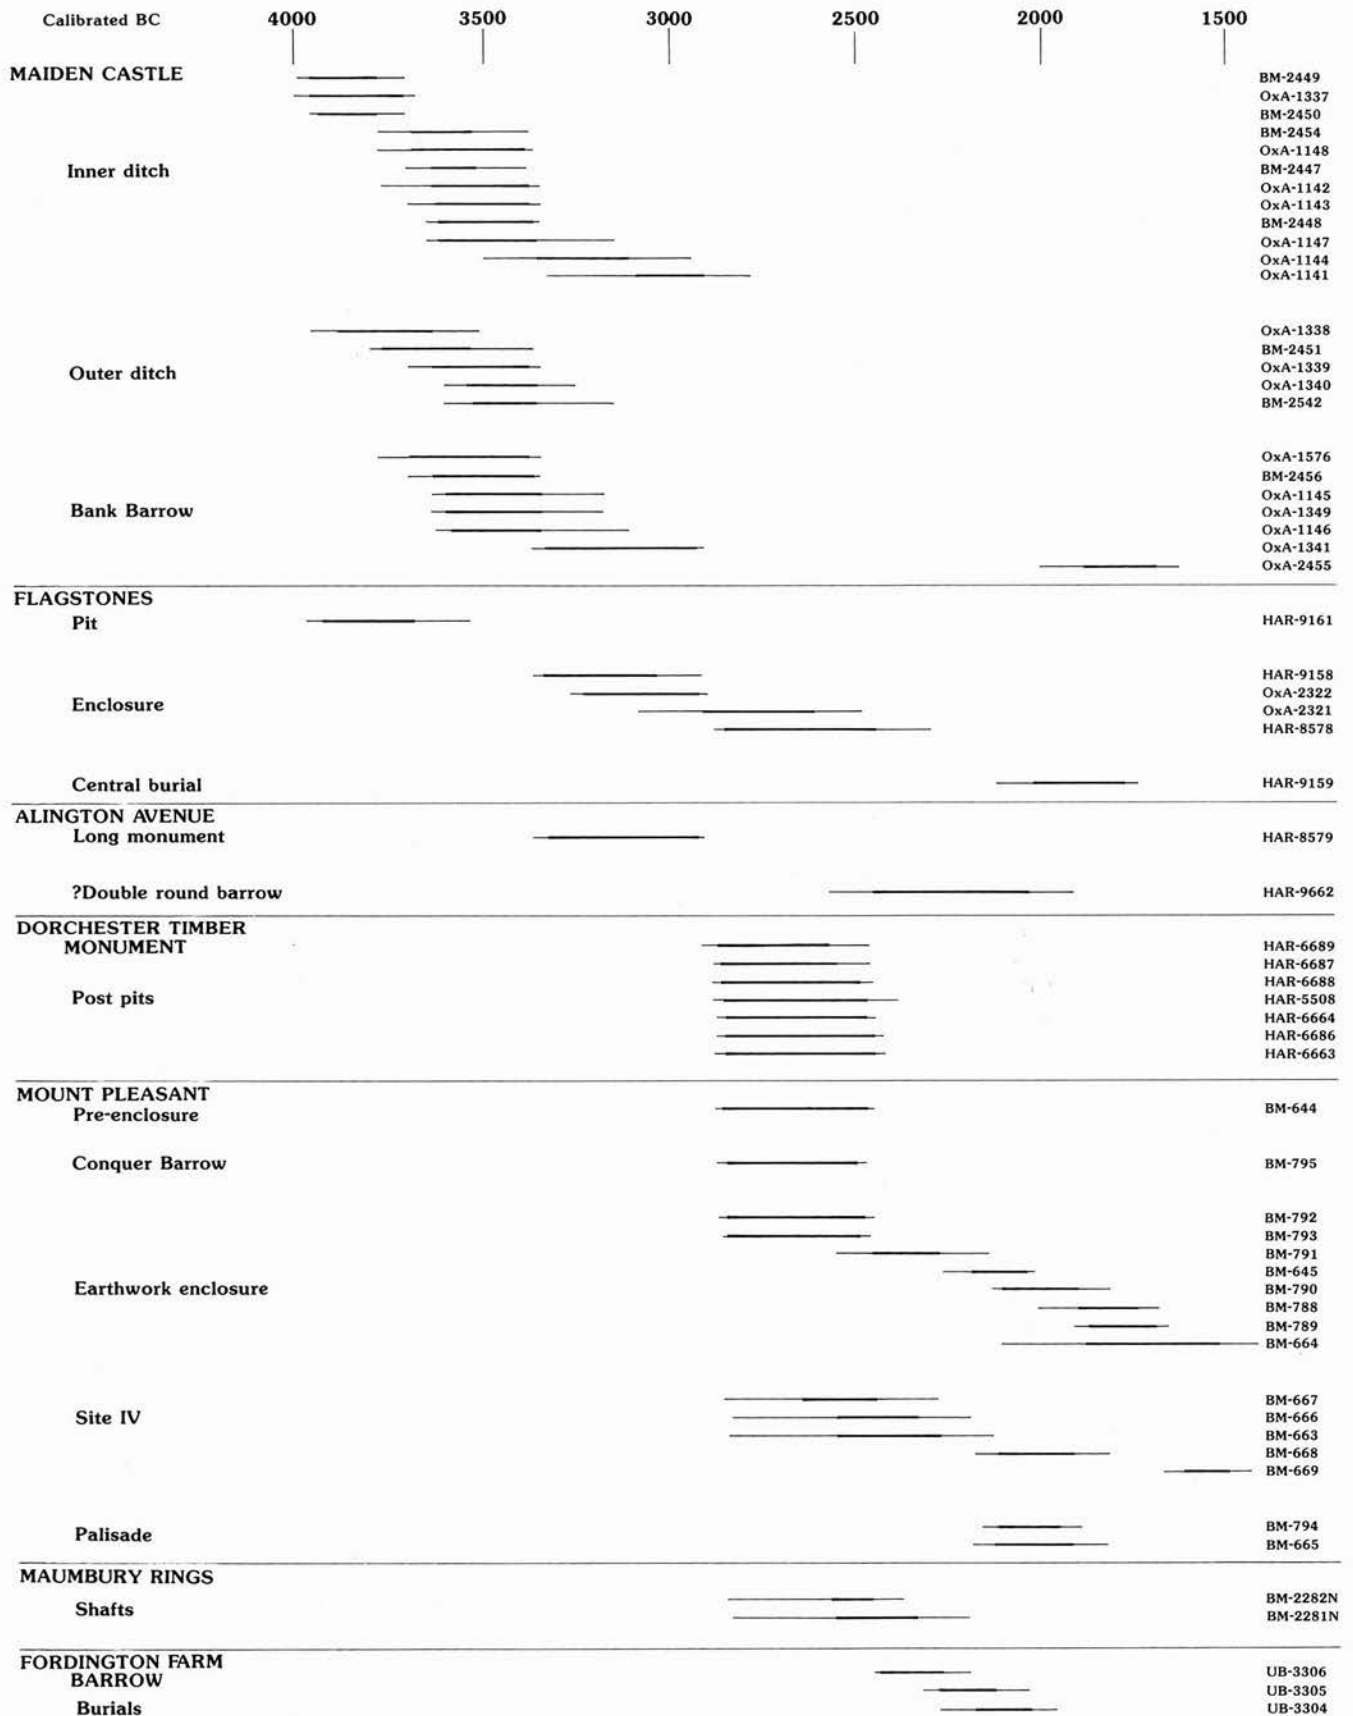 Calibrated BC 4000 3500 3000 2500 2000 1500
MAIDEN CASTLE BM-2449
OxA-1337
BM-2450
BM-2454
OxA-1148
Inner ditch BM-2447
OxA-1142
OxA-1143
BM-2448
OxA-1147
OxA-1144
OxA-1141
OxA-1338
BM-2451
Outer ditch OxA-1339
OxA-1340
BM-2542
OxA-1576
BM-2456
OxA-1145
Bank Barrow OxA-1349
OxA-1146
OxA-1341
OxA-2455
FLAGSTONES
Pit HAR-9161
HAR-9158
OxA-2322
Enclosure OxA-2321
HAR-8578
Central burial HAR-9159
ALINGTON AVENUE
Long monument HAR-8579
?Double round barrow HAR-9662
DORCHESTER TIMBER
MONUMENT HAR-6689
HAR-6687
HAR-6688
Post pits HAR-5508
HAR-6664
HAR-6686
HAR-6663
MOUNT PLEASANT
Pre-enclosure BM-644
Conquer Barrow BM-795
BM-792
BM-793
BM-791
BM-645
Earthwork enclosure BM-790
BM-788
BM-789
BM-664
BM-667
Site IV BM-666
BM-663
BM-668
BM-669
BM-794
Palisade BM-665
MAUMBURY RINGS
BM-2282N
Shafts BM-2281N
FORDINGTON FARM
BARROW UB-3306
UB-3305
Burials UB-3304